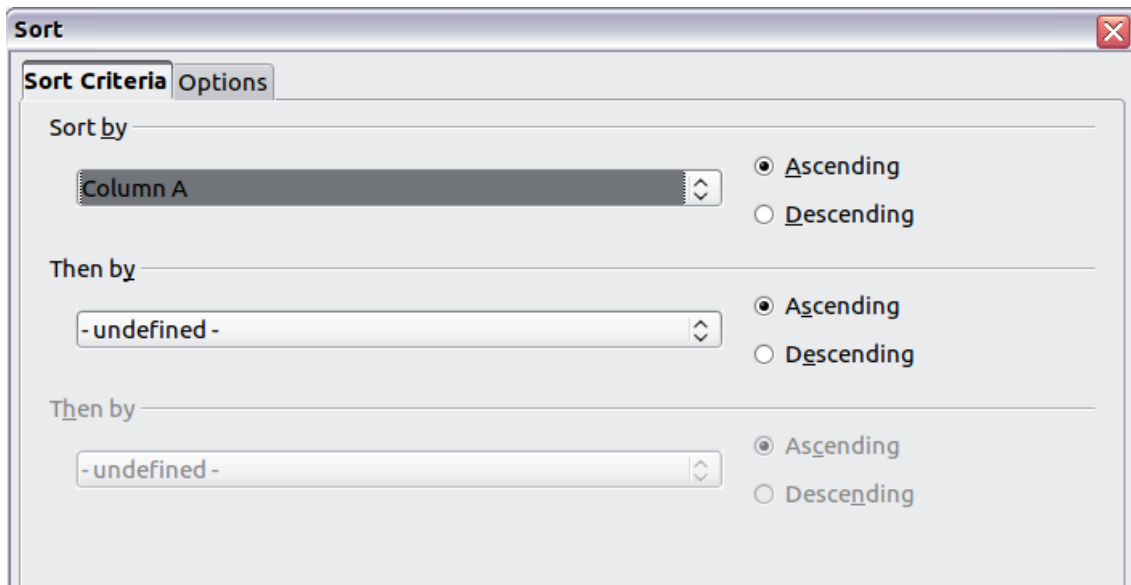 Sort
Sort Criteria Options
Sort by
Column A
Ascending
Descending
Then by
- undefined -
Ascending
Descending
Then by
- undefined -
Ascending
Descending